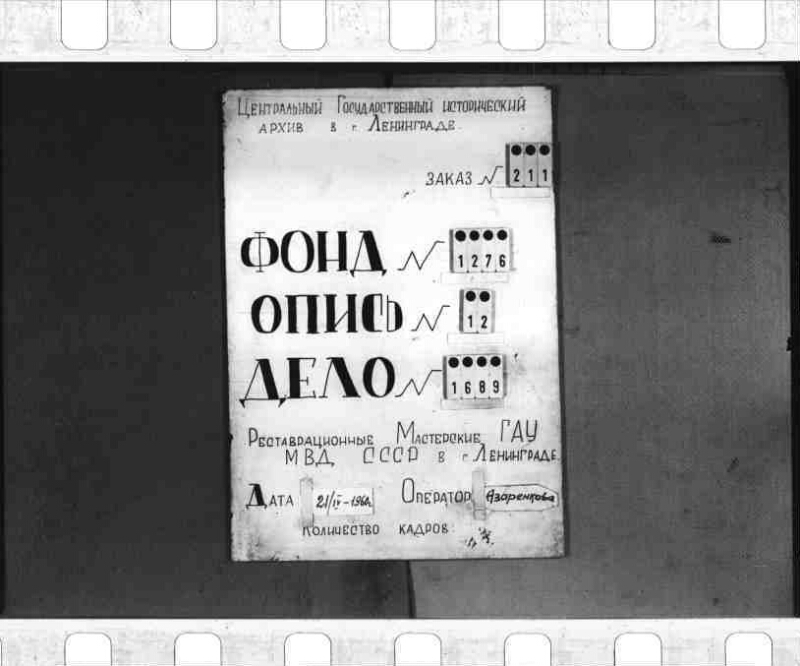 Центральный Государственный исторический
архив в г. Ленинграде.
ЗАКАЗ № 211
ФОНД № 1276
ОПИСЬ № 12
ДЕЛО № 1689
Реставрационные Мастерские ГАУ
МВД СССР в г. Ленинграде
Дата 21/IV-1960г. Оператор Азаренкова
Количество кадров: